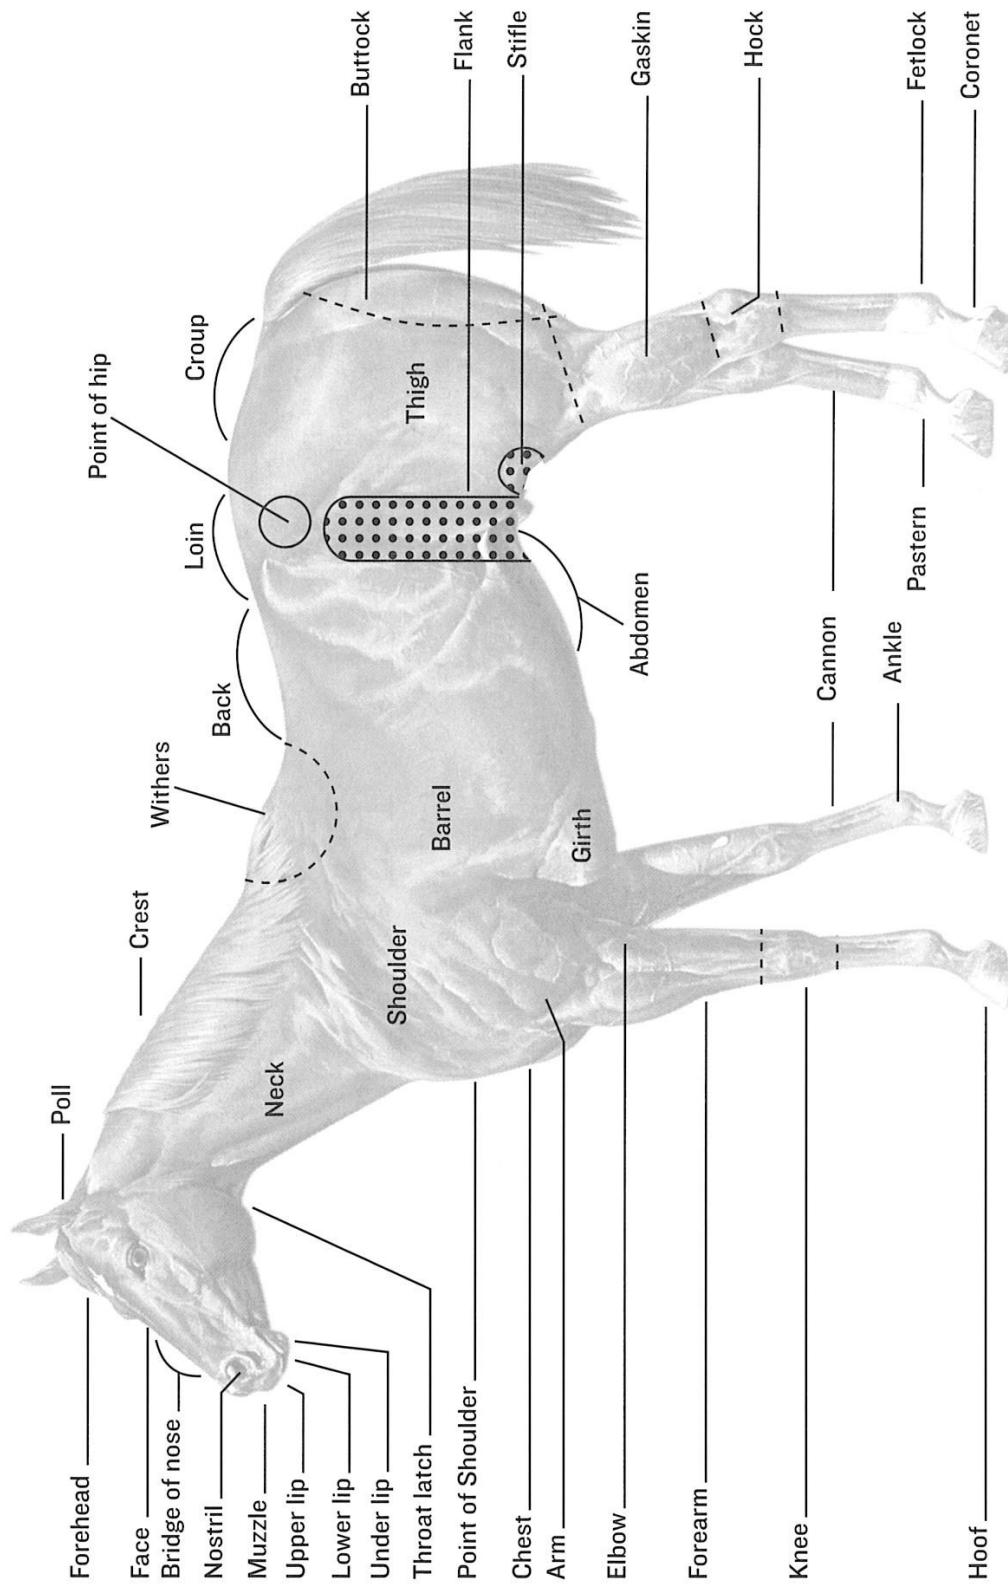 Forehead
Face
Bridge of nose
Nostril
Muzzle
Upper lip
Lower lip
Under lip
Throat latch
Point of Shoulder
Chest
Arm
Elbow
Forearm
Knee
Hoof
Poll
Crest
Withers
Back
Loin
Point of hip
Croup
Neck
Shoulder
Barrel
Girth
Thigh
Abdomen
Cannon
Ankle
Pastern
Buttock
Flank
Stifle
Gaskin
Hock
Fetlock
Coronet